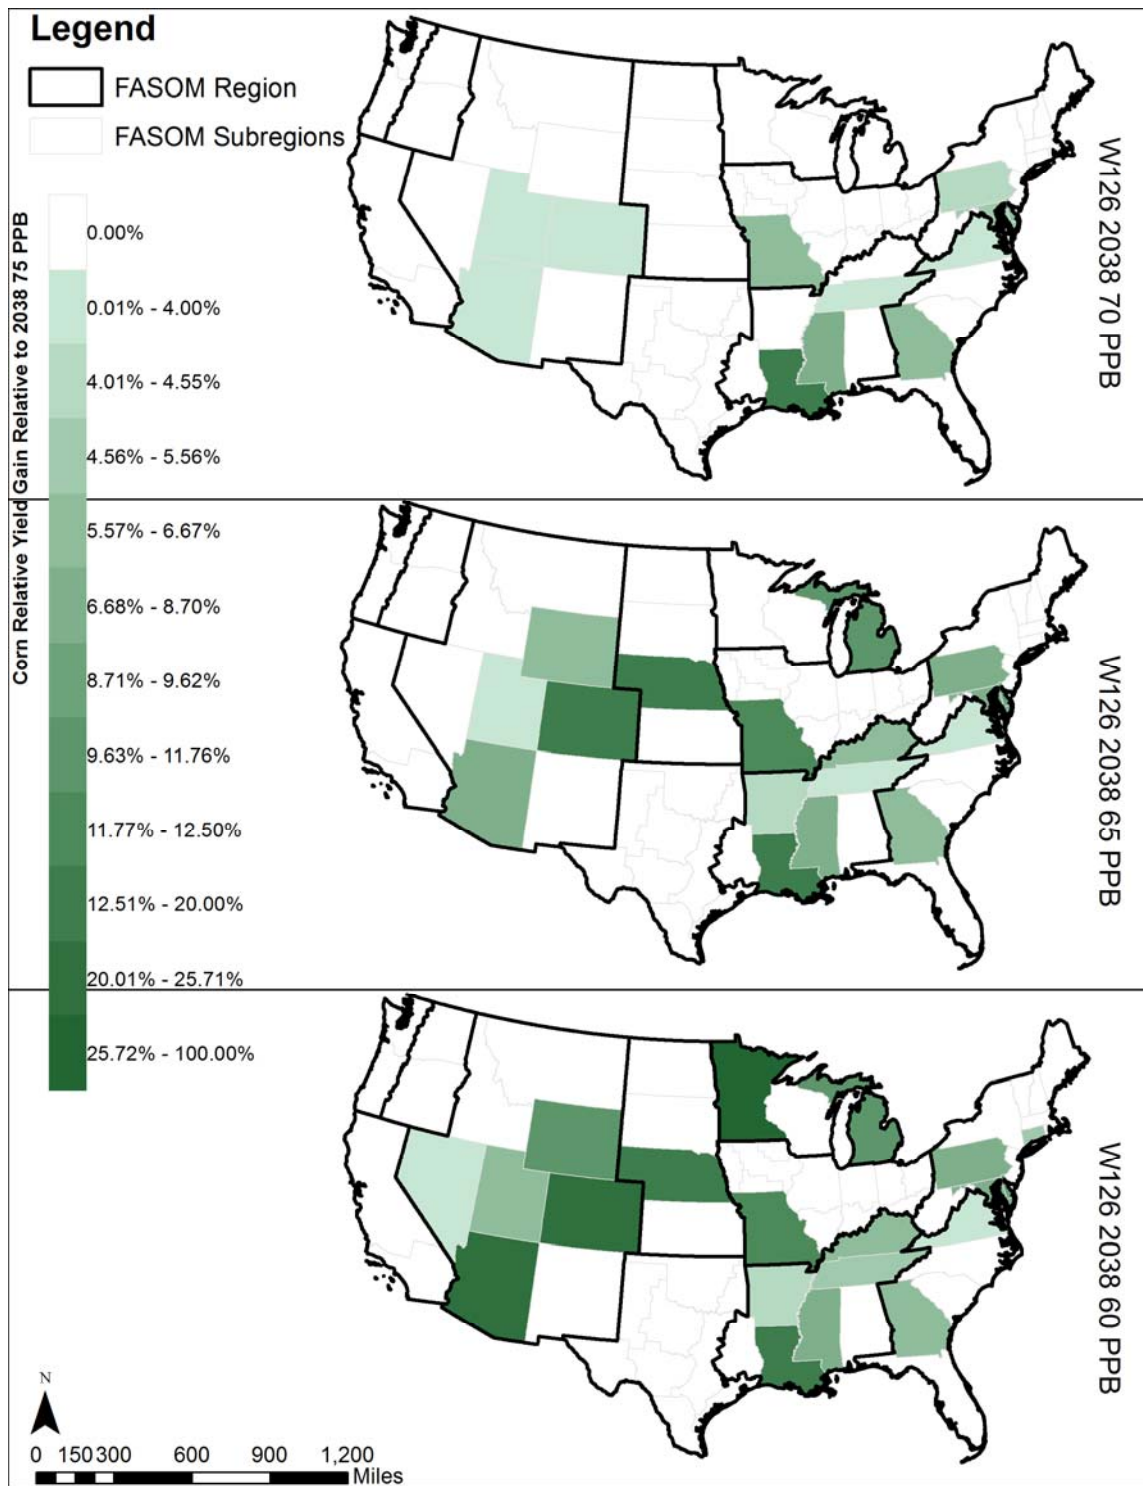 Legend
FASOM Region
FASOM Subregions
Corn Relative Yield Gain Relative to 2038 75 PPB
0.00%
0.01% - 4.00%
4.01% - 4.55%
4.56% - 5.56%
5.57% - 6.67%
6.68% - 8.70%
8.71% - 9.62%
9.63% - 11.76%
11.77% - 12.50%
12.51% - 20.00%
20.01% - 25.71%
25.72% - 100.00%
W126 2038 70 PPB
W126 2038 65 PPB
W126 2038 60 PPB
N
0 150 300 600 900 1,200
Miles